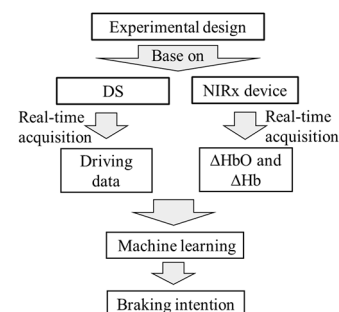 Experimental design
Base on
DS
NIRx device
Real-time
acquisition
Real-time
acquisition
Driving
data
ΔHbO and
ΔHb
Machine learning
Braking intention